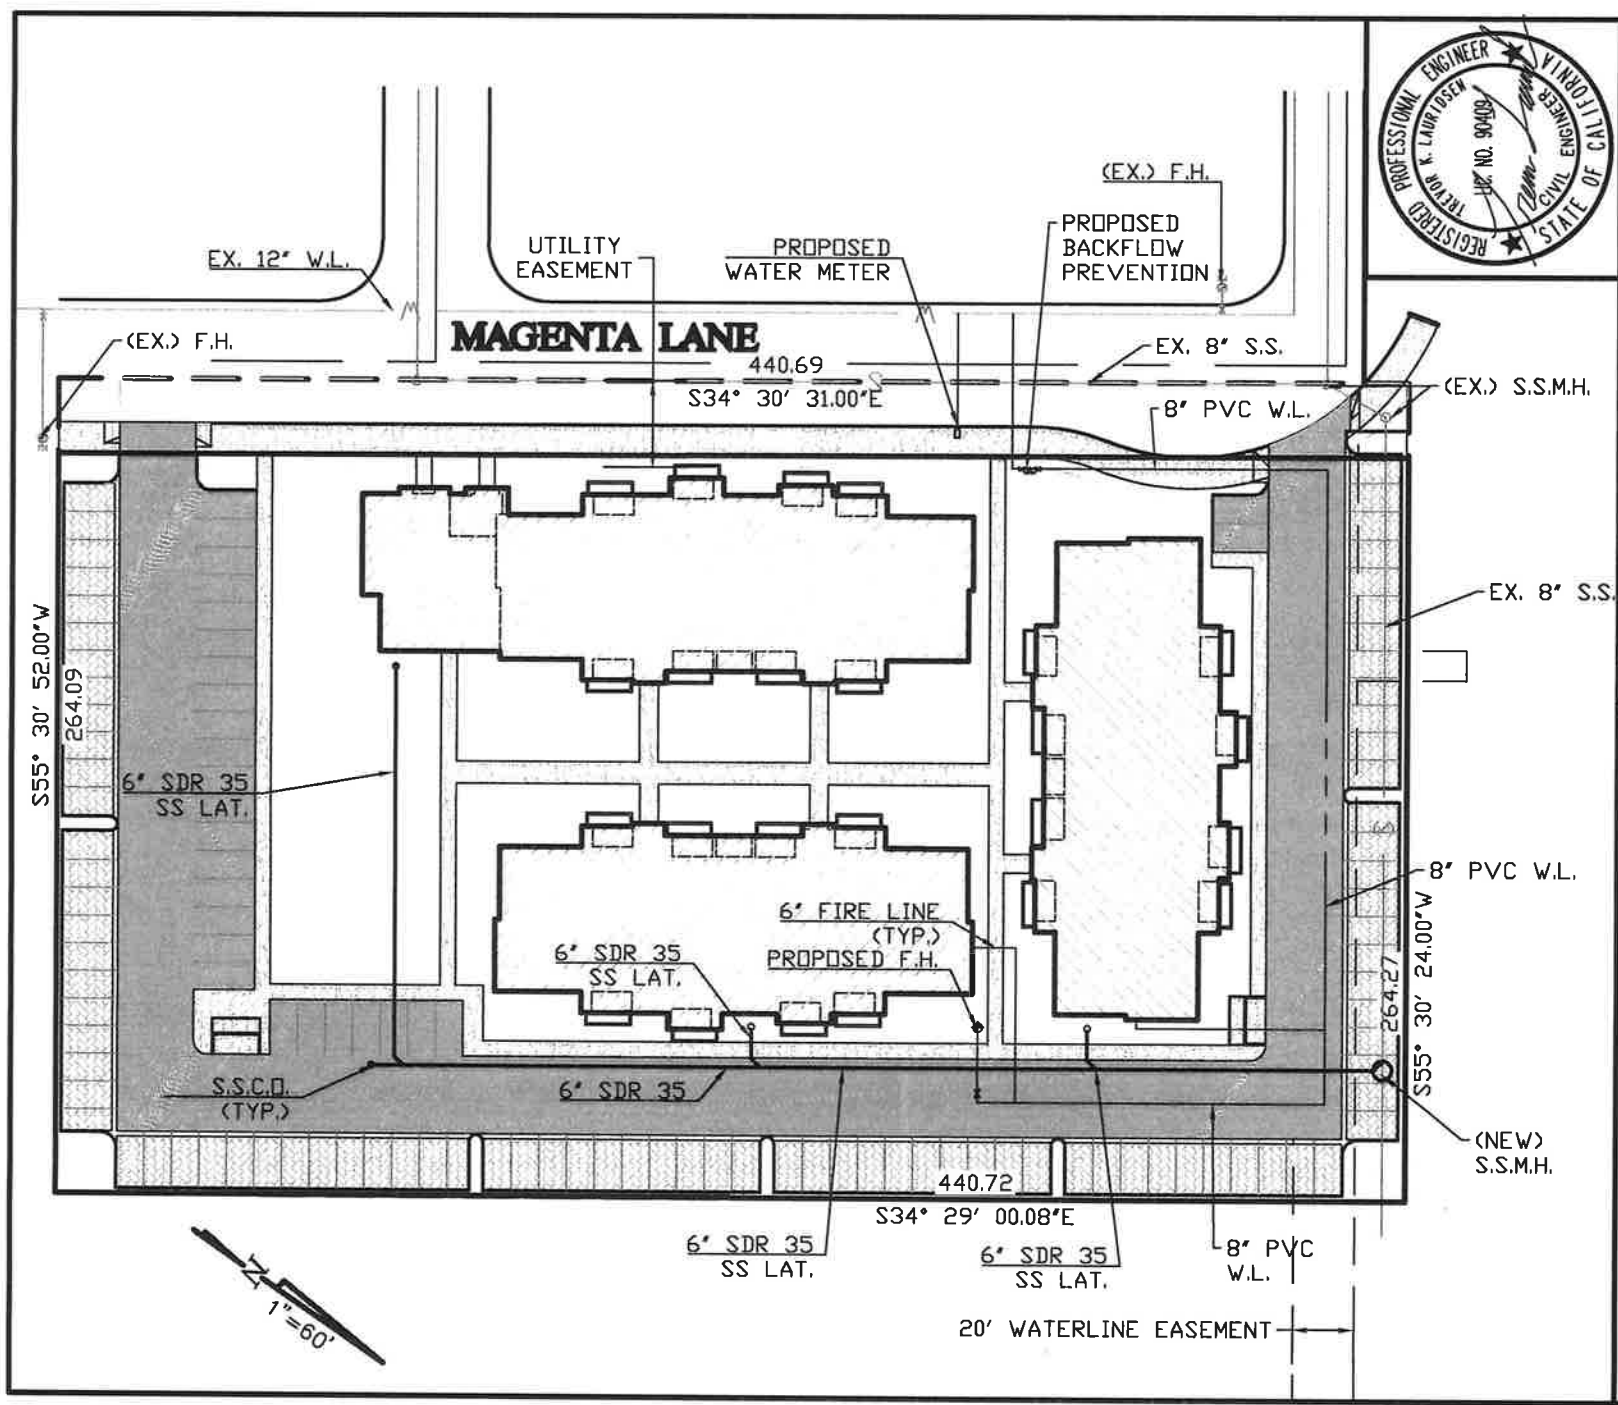 REGISTERED PROFESSIONAL ENGINEER
TREVOR K. LAURIDSEN
LIC. NO. 90409
CIVIL ENGINEER
STATE OF CALIFORNIA
(EX.) F.H.
UTILITY
EASEMENT
PROPOSED
WATER METER
PROPOSED
BACKFLOW
PREVENTION
EX. 12" W.L.
W
W
MAGENTA LANE
(EX.) F.H.
EX. 8" S.S.
440.69
S
S34° 30' 31.00"E
8" PVC W.L.
(EX.) S.S.M.H.
EX. 8" S.S.
S55° 30' 52.00"W
264.09
6" SDR 35
SS LAT.
S
8" PVC W.L.
6" FIRE LINE
(TYP.)
6" SDR 35
SS LAT.
PROPOSED F.H.
264.27
S55° 30' 24.00"W
S.S.C.O.
(TYP.)
6" SDR 35
(NEW)
S.S.M.H.
440.72
S34° 29' 00.08"E
6" SDR 35
SS LAT.
6" SDR 35
SS LAT.
8" PVC
W.L.
N
1"=60'
20' WATERLINE EASEMENT